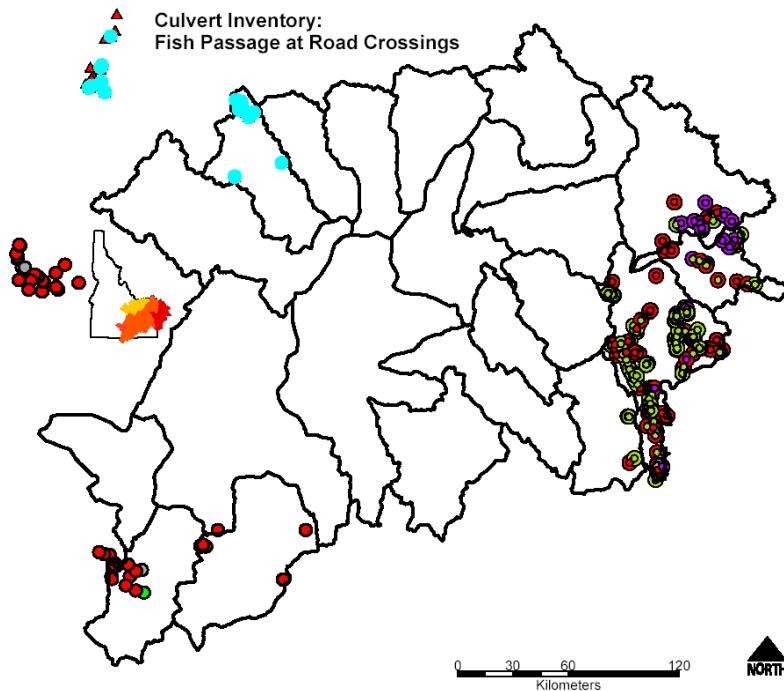 Culvert Inventory:
Fish Passage at Road Crossings
0 30 60 120
Kilometers
NORTH